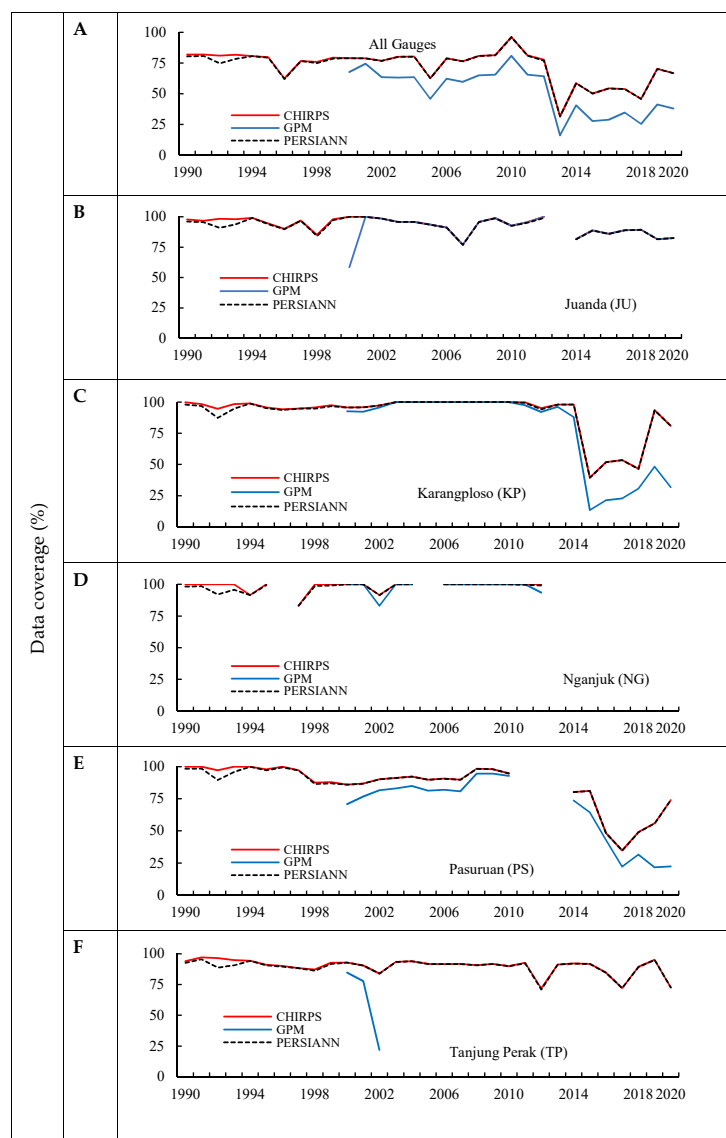 Data coverage (%)
A
All Gauges
100
75
50
25
0
CHIRPS
GPM
PERSIANN
1990 1994 1998 2002 2006 2010 2014 2018 2020
B
100
75
50
25
0
CHIRPS
GPM
PERSIANN
Juanda (JU)
1990 1994 1998 2002 2006 2010 2014 2018 2020
C
100
75
50
25
0
CHIRPS
GPM
PERSIANN
Karangploso (KP)
1990 1994 1998 2002 2006 2010 2014 2018 2020
D
100
75
50
25
0
CHIRPS
GPM
PERSIANN
Nganjuk (NG)
1990 1994 1998 2002 2006 2010 2014 2018 2020
E
100
75
50
25
0
CHIRPS
GPM
PERSIANN
Pasuruan (PS)
1990 1994 1998 2002 2006 2010 2014 2018 2020
F
100
75
50
25
0
CHIRPS
GPM
PERSIANN
Tanjung Perak (TP)
1990 1994 1998 2002 2006 2010 2014 2018 2020